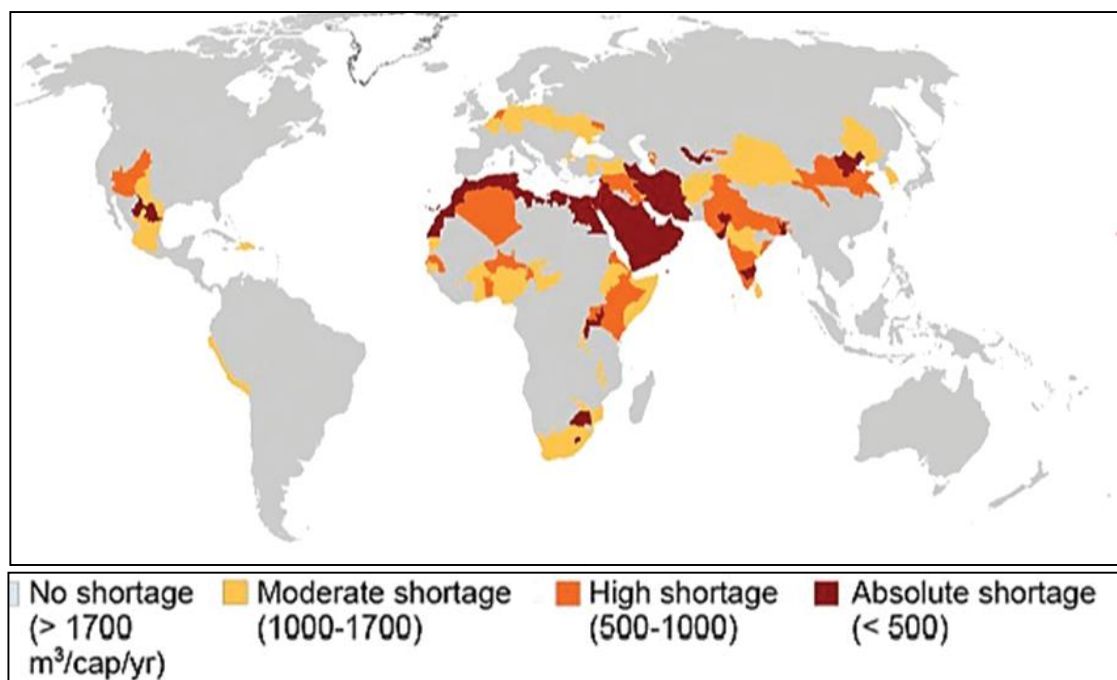 No shortage
(> 1700
m³/cap/yr)
Moderate shortage
(1000-1700)
High shortage
(500-1000)
Absolute shortage
(< 500)